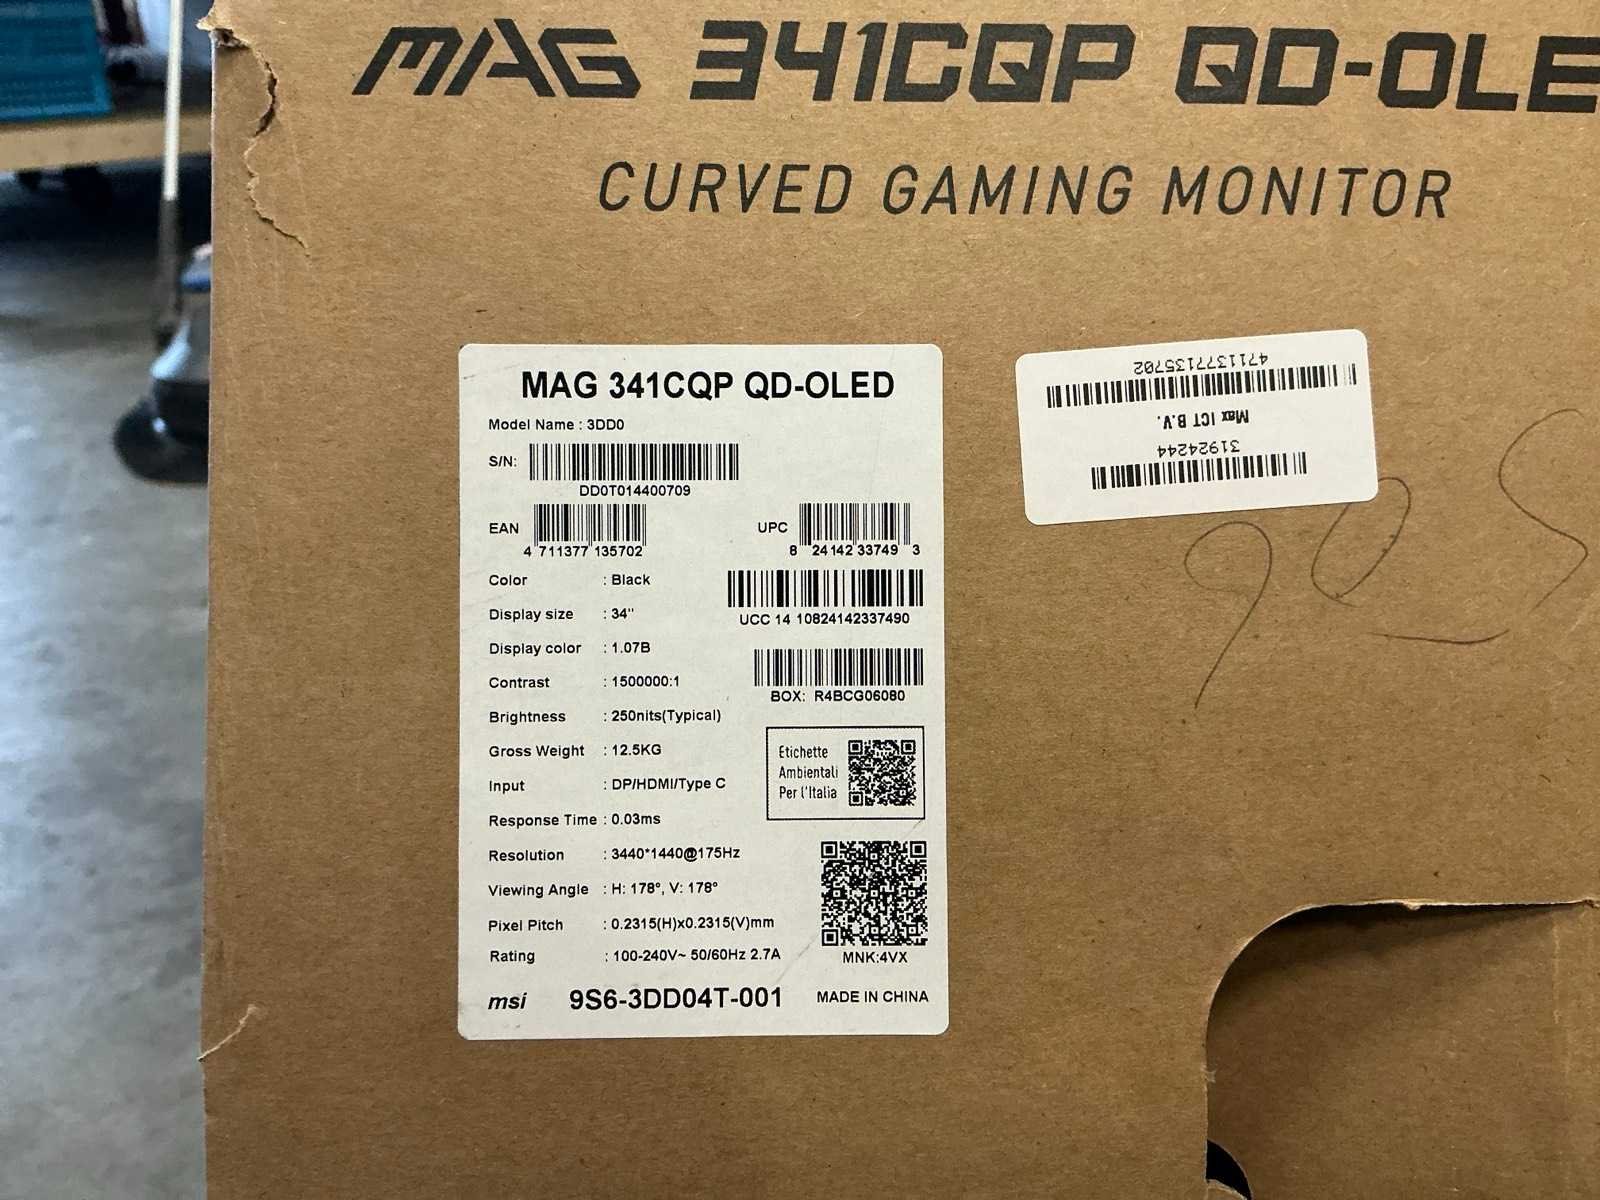 MAG 341CQP QD-OLE
CURVED GAMING MONITOR
MAG 341CQP QD-OLED
Model Name : 3DD0
S/N:
DD0T014400709
EAN
4 711377 135702
UPC
8 24142 33749 3
Color : Black
UCC 14 10824142337490
Display size : 34"
Display color : 1.07B
Contrast : 1500000:1
BOX: R4BCG06080
Brightness : 250nits(Typical)
Gross Weight : 12.5KG
Input : DP/HDMI/Type C
Response Time : 0.03ms
Resolution : 3440*1440@175Hz
Viewing Angle : H: 178°, V: 178°
Pixel Pitch : 0.2315(H)x0.2315(V)mm
Rating : 100-240V~ 50/60Hz 2.7A
Etichette
Ambientali
Per l'Italia
MNK:4VX
msi 9S6-3DD04T-001 MADE IN CHINA
31924244
Max ICT B.V.
4711377135702